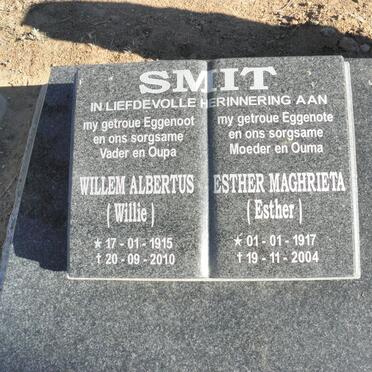 SMIT
IN LIEFDEVOLLE HERINNERING AAN
my getroue Eggenoot
en ons sorgsame
Vader en Oupa
WILLEM ALBERTUS
( Willie )
★ 17 - 01 - 1915
† 20 - 09 - 2010
my getroue Eggenote
en ons sorgsame
Moeder en Ouma
ESTHER MAGHRIETA
( Esther )
☆ 01 - 01 - 1917
† 19 - 11 - 2004